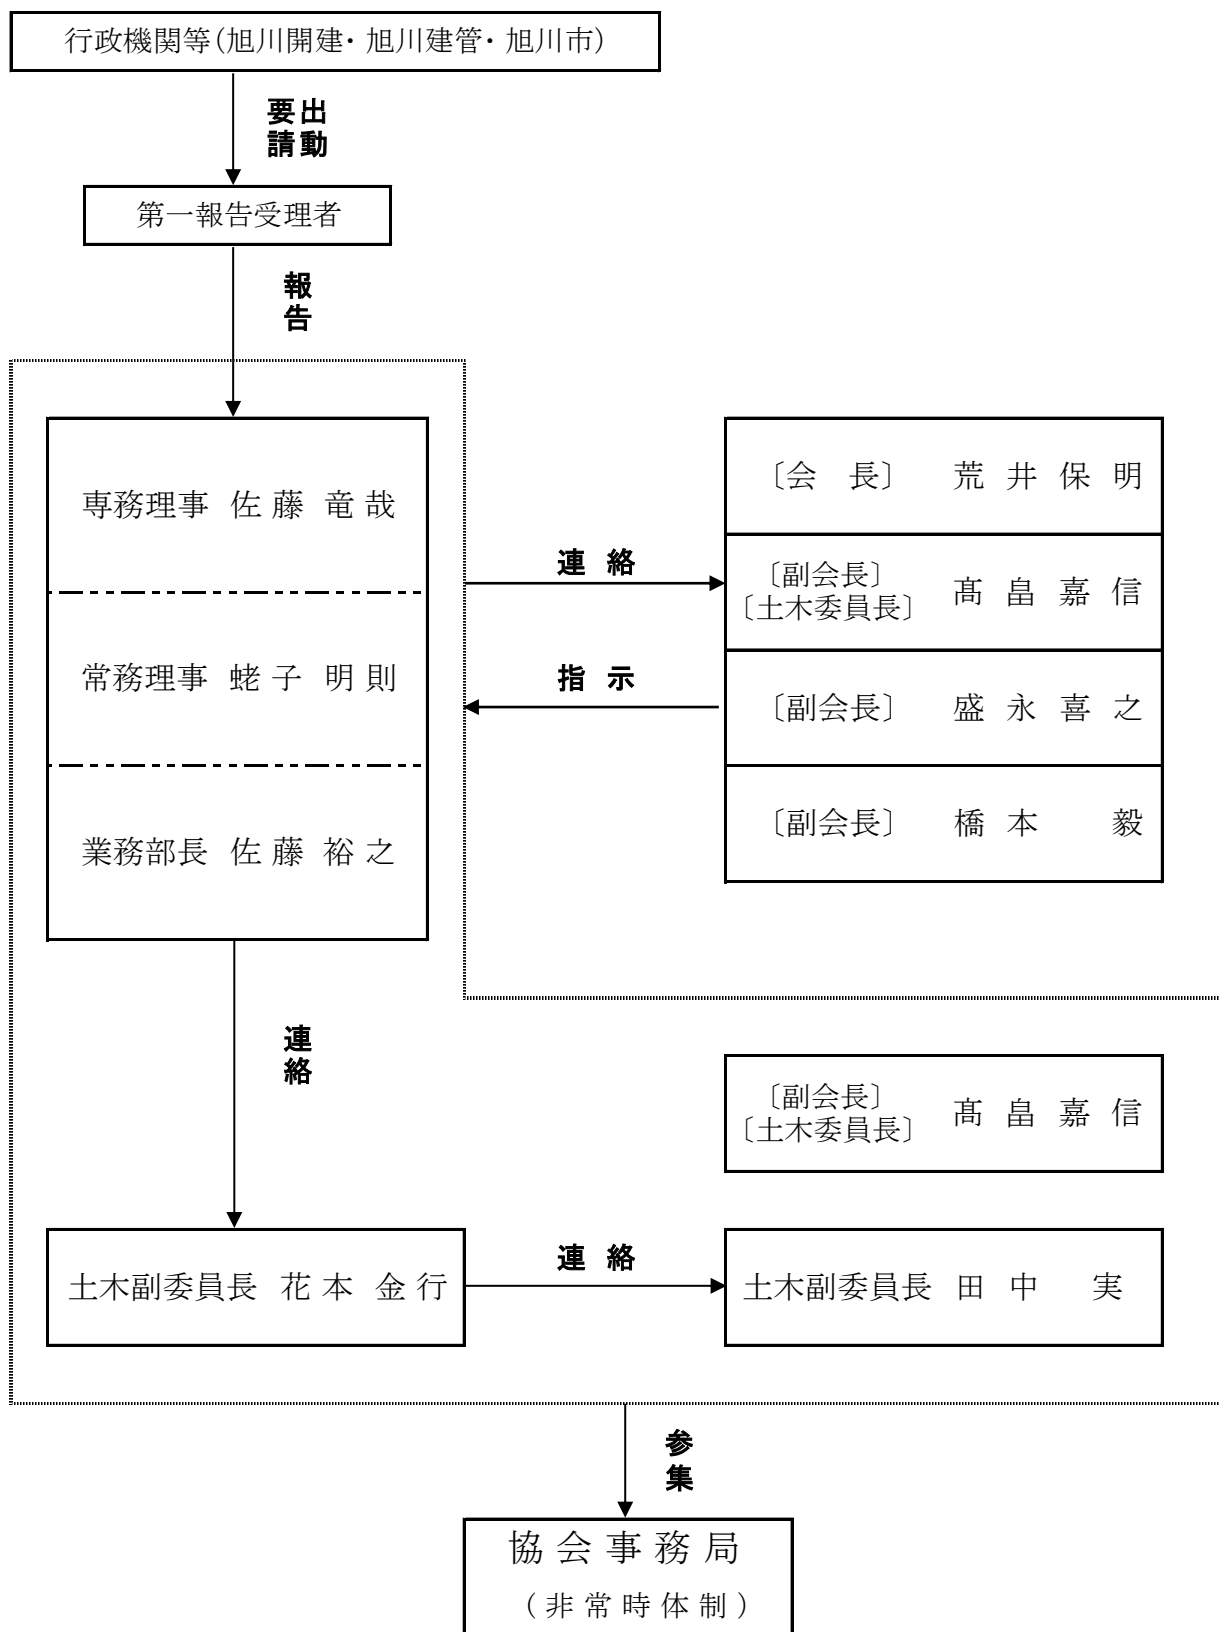 行政機関等(旭川開建・旭川建管・旭川市)
出動
要請
第一報告受理者
報告
専務理事 佐藤 竜哉
常務理事 蛯子 明則
業務部長 佐藤 裕之
連絡
指示
〔会 長〕 荒井保明
〔副会長〕
〔土木委員長〕 髙畠嘉信
〔副会長〕 盛永喜之
〔副会長〕 橋本 毅
連絡
〔副会長〕
〔土木委員長〕 髙畠嘉信
土木副委員長 花本 金行
連絡
土木副委員長 田中 実
参集
協会事務局
(非常時体制)